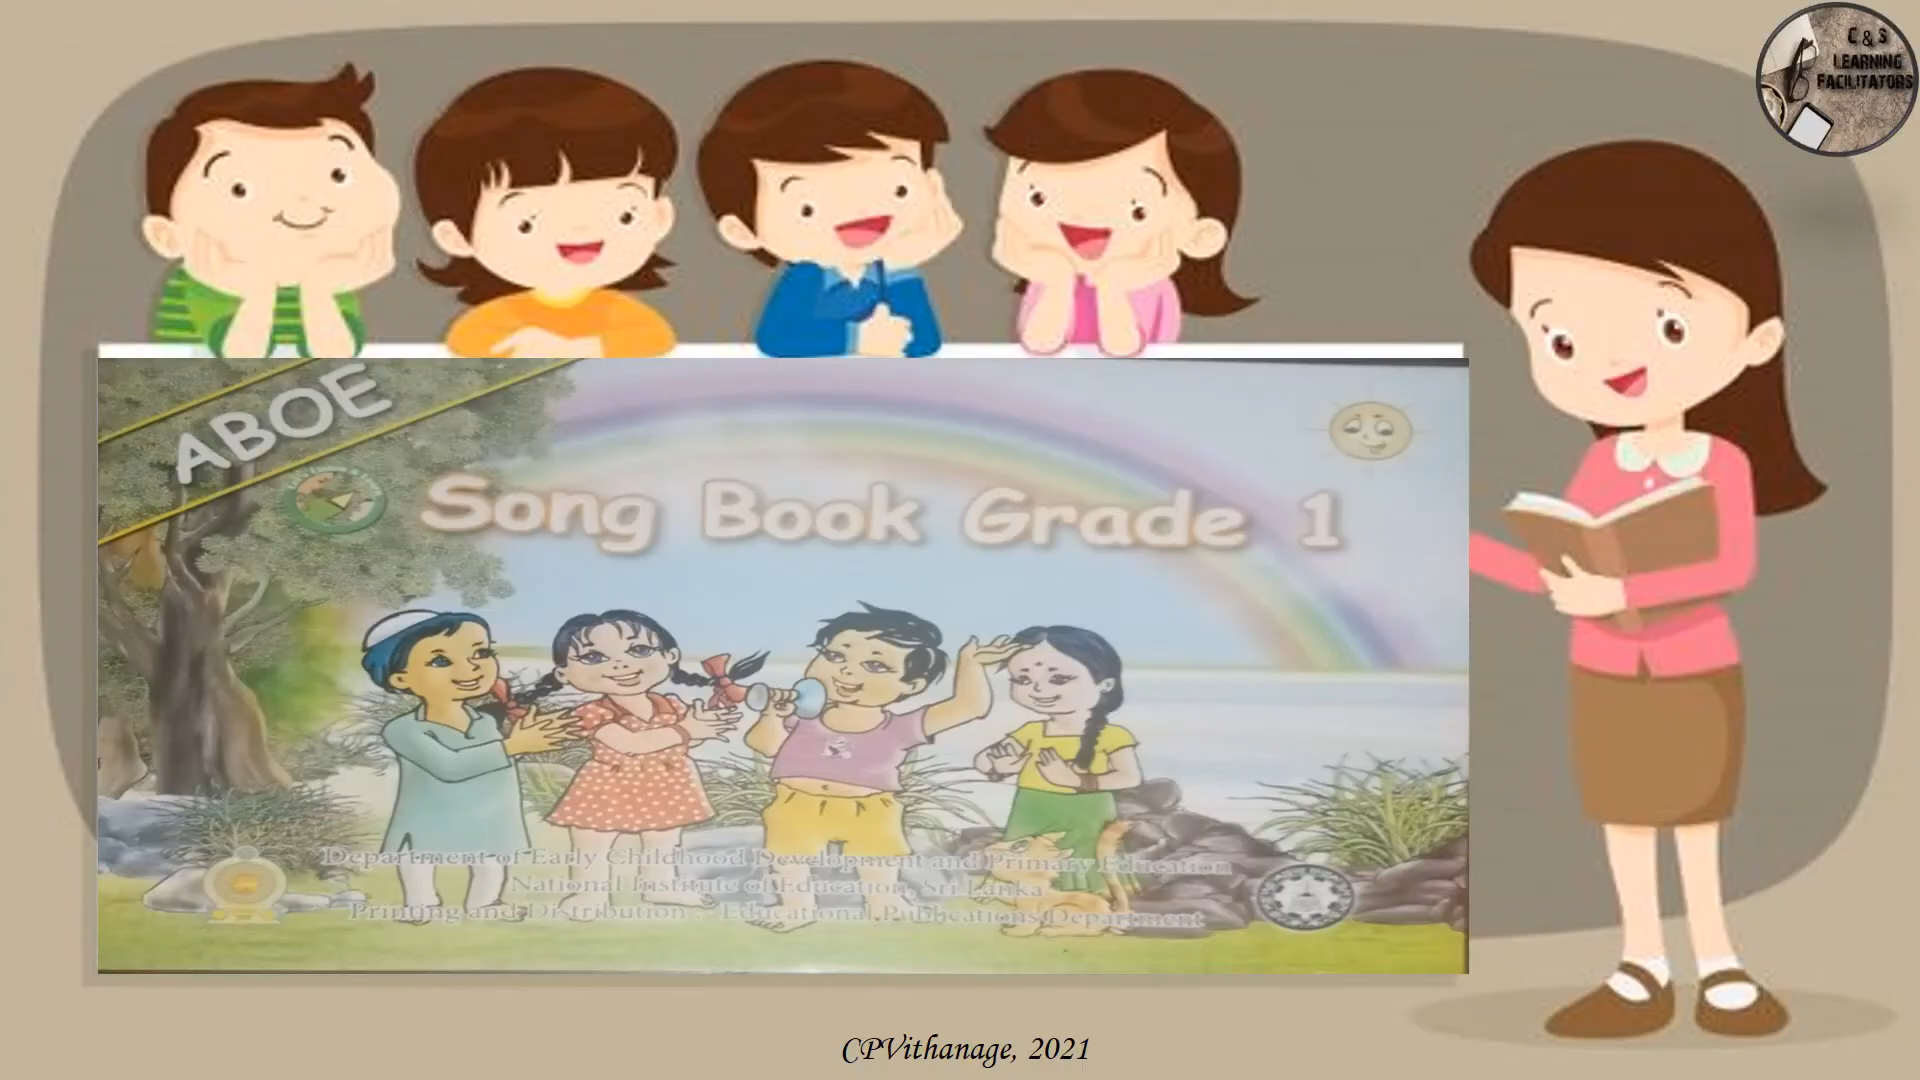 C & S
LEARNING
FACILITATORS
ABOE
Song Book Grade 1
Department of Early Childhood Development and Primary Education
National Institute of Education, Sri Lanka
Printing and Distribution : Educational Publications Department
CPVithanage, 2021